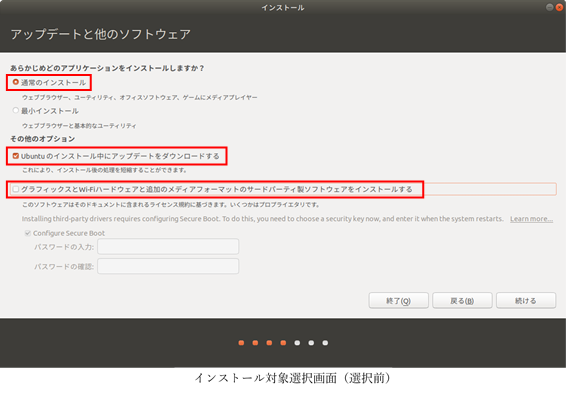 インストール
アップデートと他のソフトウェア
あらかじめどのアプリケーションをインストールしますか？
通常のインストール
ウェブブラウザー、ユーティリティ、オフィスソフトウェア、ゲームにメディアプレイヤー
最小インストール
ウェブブラウザーと基本的なユーティリティ
その他のオプション
Ubuntu のインストール中にアップデートをダウンロードする
これにより、インストール後の処理を短縮することができます。
グラフィックスとWi-Fiハードウェアと追加のメディアフォーマットのサードパーティ製ソフトウェアをインストールする
このソフトウェアはそのドキュメントに含まれるライセンス規約に基づきます。いくつかはプロプライエタリです。
Installing third-party drivers requires configuring Secure Boot. To do this, you need to choose a security key now, and enter it when the system restarts. Learn more...
Configure Secure Boot
パスワードの入力:
パスワードの確認:
終了(Q) 戻る(B) 続ける
インストール対象選択画面（選択前）